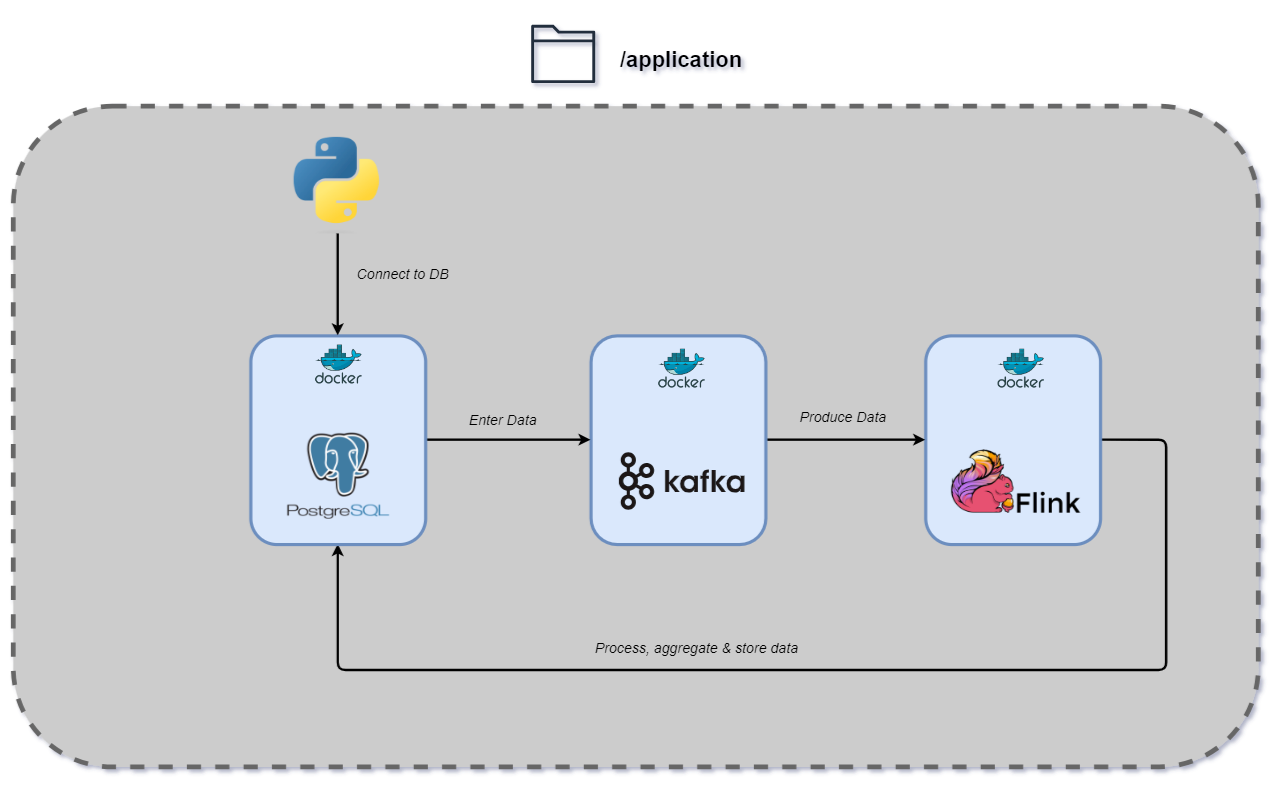 /application
Connect to DB
docker
docker
docker
Enter Data
Produce Data
PostgreSQL
kafka
Flink
Process, aggregate & store data